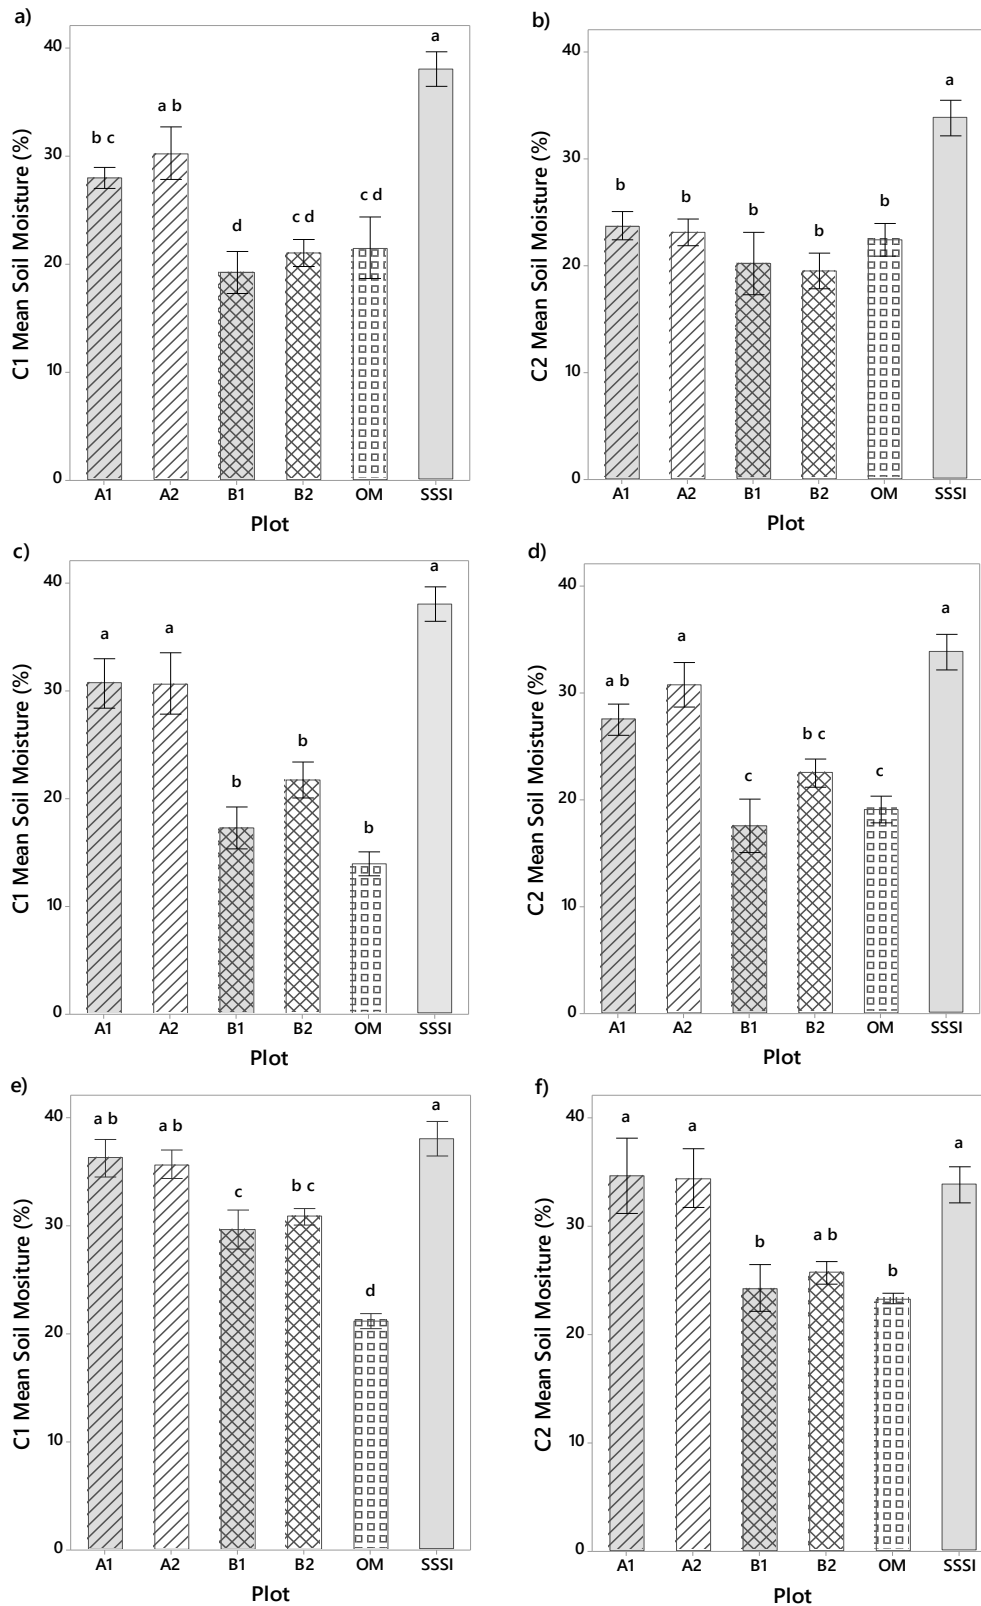 a)
C1 Mean Soil Moisture (%)
40
30
20
10
0
b c
a b
d
c d
c d
a
A1 A2 B1 B2 OM SSSI
Plot
b)
C2 Mean Soil Moisture (%)
40
30
20
10
0
b
b
b
b
b
a
A1 A2 B1 B2 OM SSSI
Plot
c)
C1 Mean Soil Moisture (%)
40
30
20
10
0
a
a
b
b
b
a
A1 A2 B1 B2 OM SSSI
Plot
d)
C2 Mean Soil Moisture (%)
40
30
20
10
0
a b
a
c
b c
c
a
A1 A2 B1 B2 OM SSSI
Plot
e)
C1 Mean Soil Mositure (%)
40
30
20
10
0
a b
a b
c
b c
d
a
A1 A2 B1 B2 OM SSSI
Plot
f)
C2 Mean Soil Mositure (%)
40
30
20
10
0
a
a
b
a b
b
a
A1 A2 B1 B2 OM SSSI
Plot